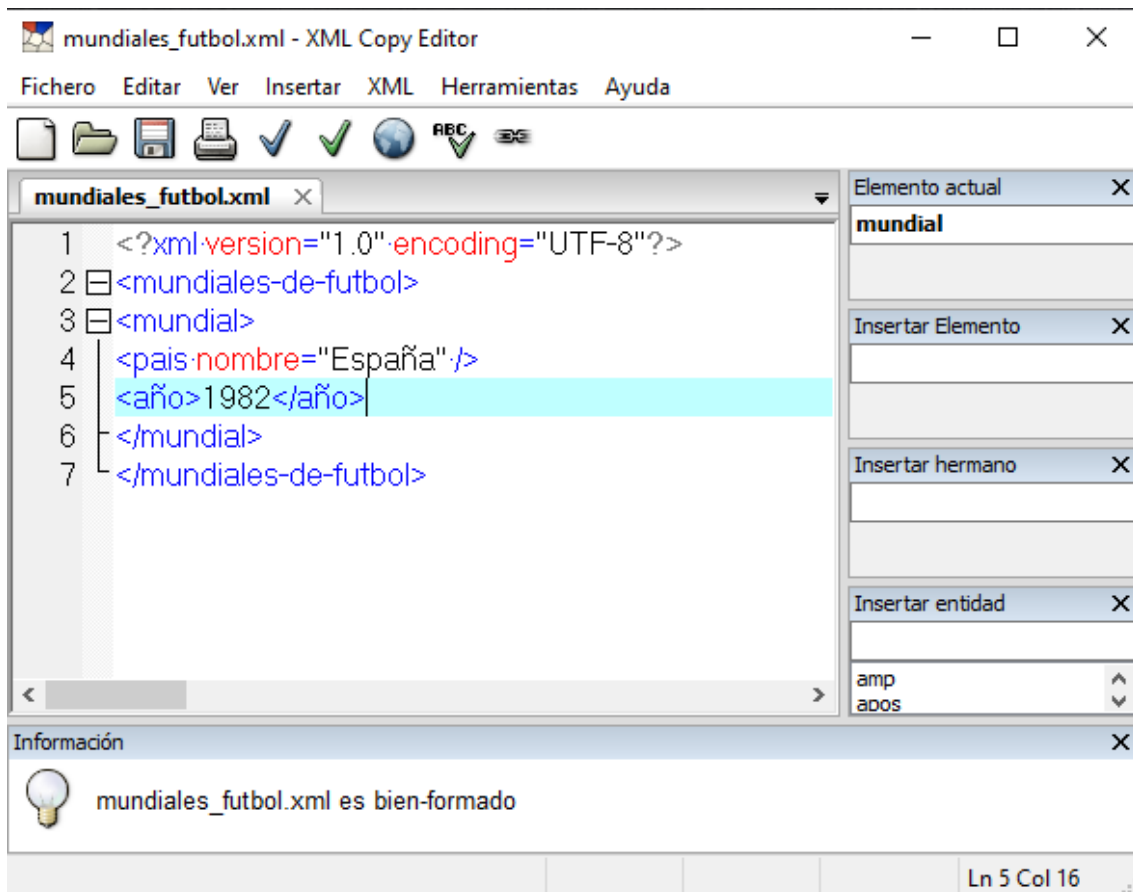 mundiales_futbol.xml - XML Copy Editor
Fichero Editar Ver Insertar XML Herramientas Ayuda
ABC
mundiales_futbol.xml
1 <?xml·version="1.0"·encoding="UTF-8"?>
2 <mundiales-de-futbol>
3 <mundial>
4 <pais·nombre="España"·/>
5 <año>1982</año>
6 </mundial>
7 </mundiales-de-futbol>
Elemento actual
mundial
Insertar Elemento
Insertar hermano
Insertar entidad
amp
apos
Información
mundiales_futbol.xml es bien-formado
Ln 5 Col 16